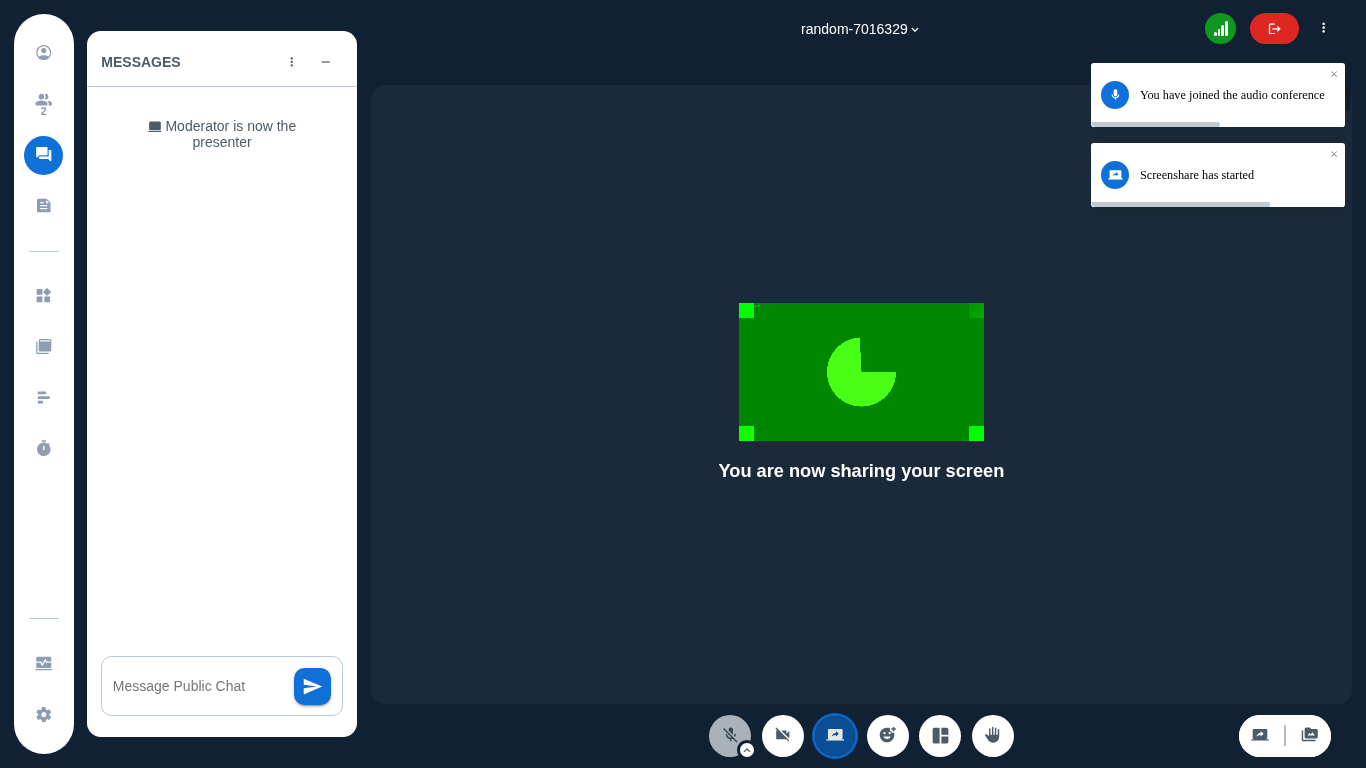 random-7016329
MESSAGES
2
Moderator is now the
presenter
You have joined the audio conference
Screenshare has started
You are now sharing your screen
Message Public Chat